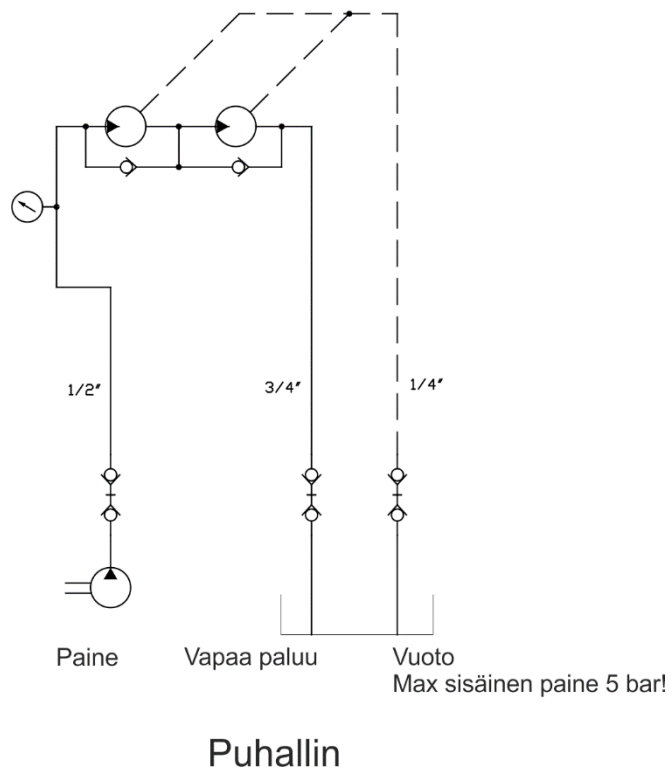 1/2"
3/4"
1/4"
Paine
Vapaa paluu
Vuoto
Max sisäinen paine 5 bar!
Puhallin